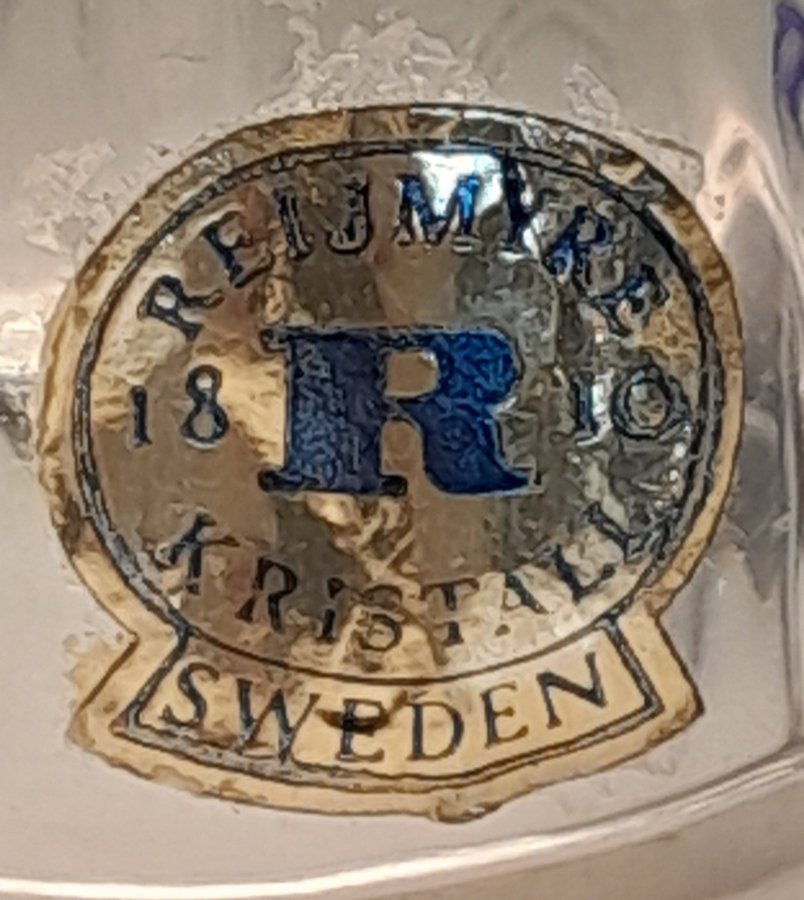 REIJMYRE
18 R 10
KRISTALL
SWEDEN